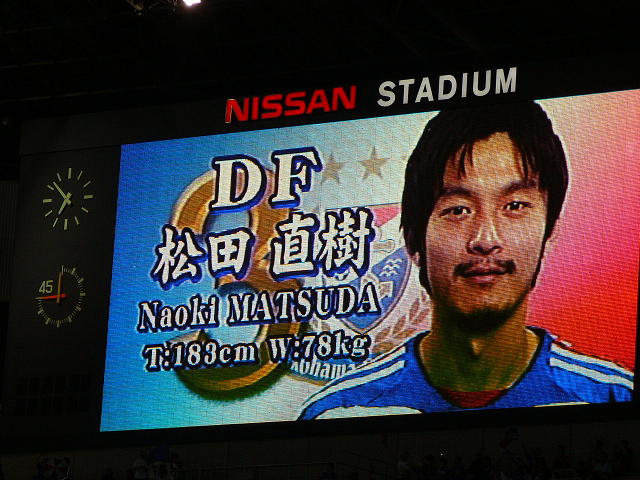 NISSAN STADIUM
DF
松田 直樹
Naoki MATSUDA
T:183cm W:78kg
45